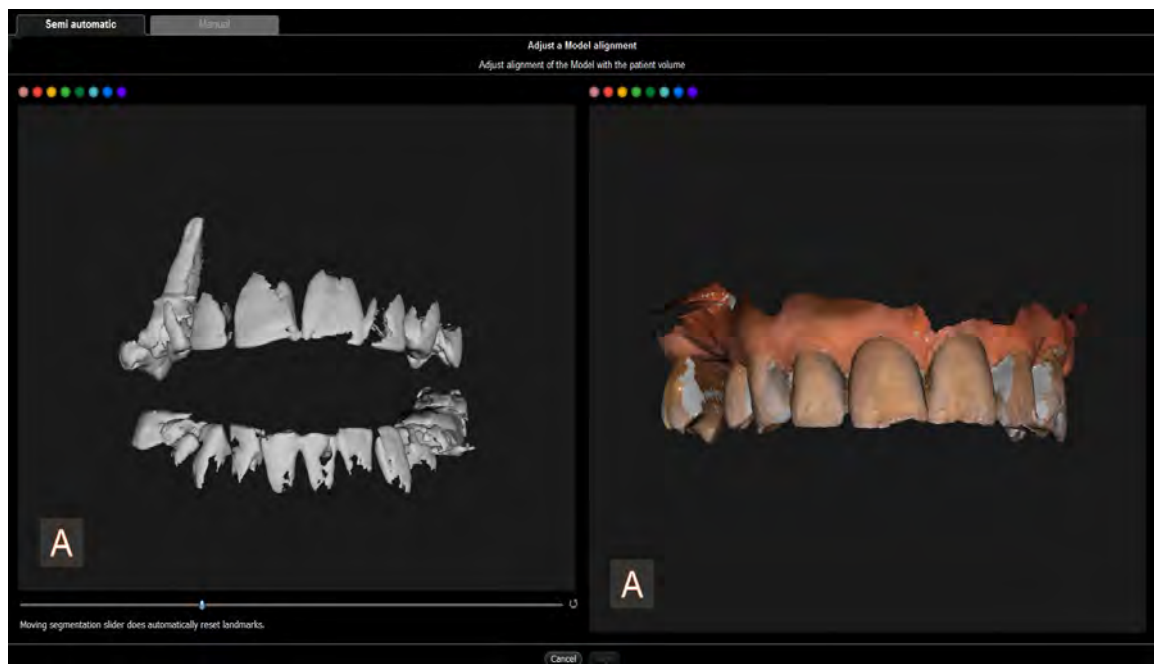 Semi automatic
Manual
Adjust a Model alignment
Adjust alignment of the Model with the patient volume
A
A
Moving segmentation slider does automatically reset landmarks.
Cancel